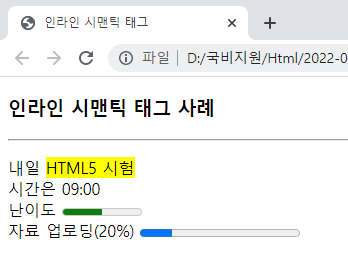 인라인 시맨틱 태그
파일 | D:/국비지원/Html/2022-0
인라인 시맨틱 태그 사례
내일 HTML5 시험
시간은 09:00
난이도
자료 업로딩(20%)